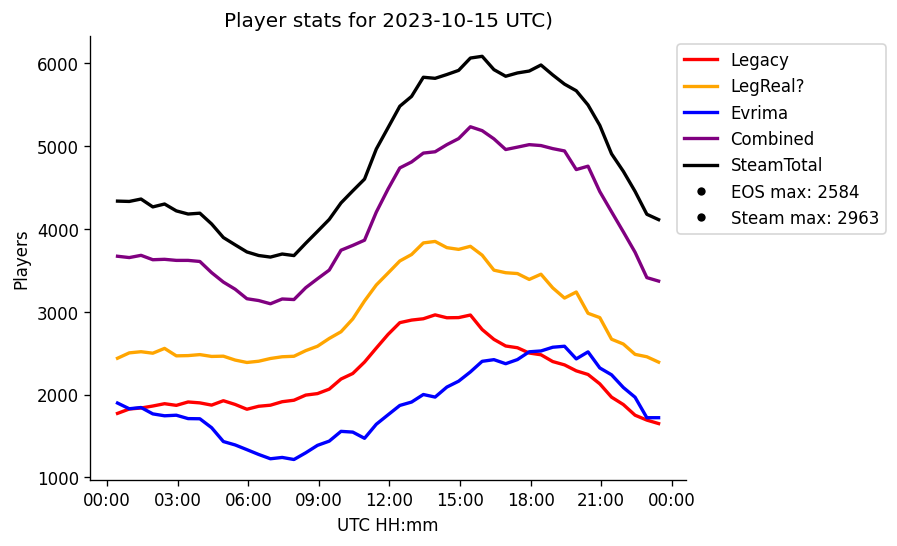 Player stats for 2023-10-15 UTC)
Legacy
LegReal?
Evrima
Combined
SteamTotal
EOS max: 2584
Steam max: 2963
Players
6000
5000
4000
3000
2000
1000
00:00 03:00 06:00 09:00 12:00 15:00 18:00 21:00 00:00
UTC HH:mm